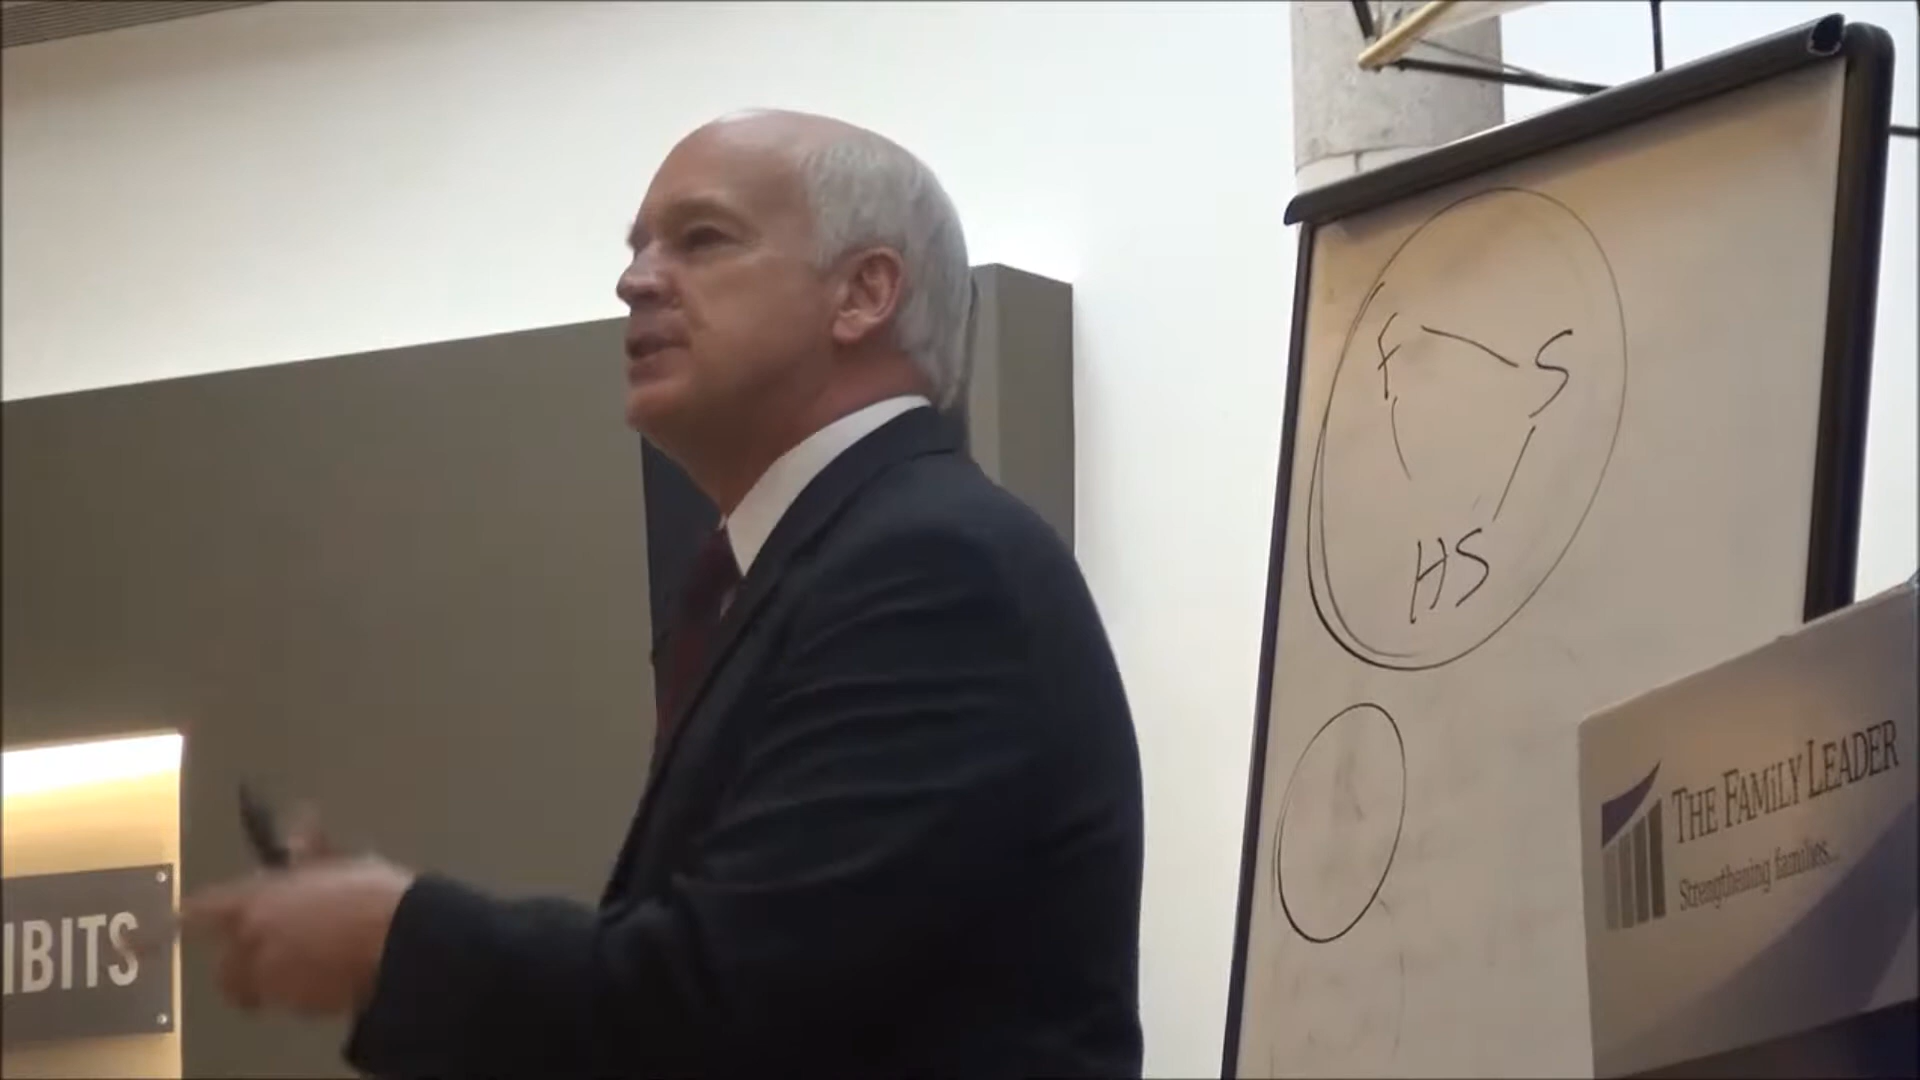 F S
HS
THE FAMiLY LEADER
Strengthening families...
IBITS